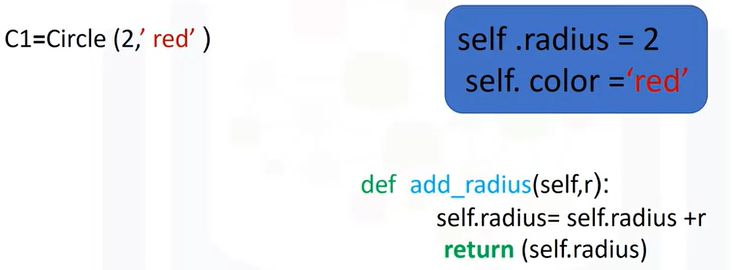 C1=Circle (2,’ red’ )
self .radius = 2
self. color =‘red’
def add_radius(self,r):
self.radius= self.radius +r
return (self.radius)